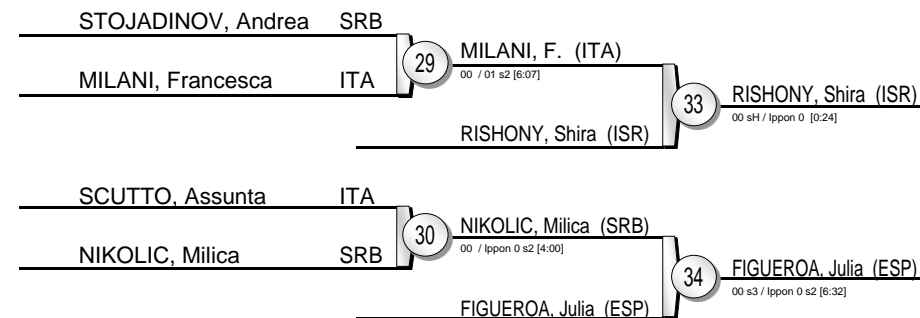 STOJADINOV, Andrea SRB
29
MILANI, F. (ITA)
00 / 01 s2 [6:07]
MILANI, Francesca ITA
33
RISHONY, Shira (ISR)
00 sH / Ippon 0 [0:24]
RISHONY, Shira (ISR)
SCUTTO, Assunta ITA
30
NIKOLIC, Milica (SRB)
00 / Ippon 0 s2 [4:00]
NIKOLIC, Milica SRB
34
FIGUEROA, Julia (ESP)
00 s3 / Ippon 0 s2 [6:32]
FIGUEROA, Julia (ESP)